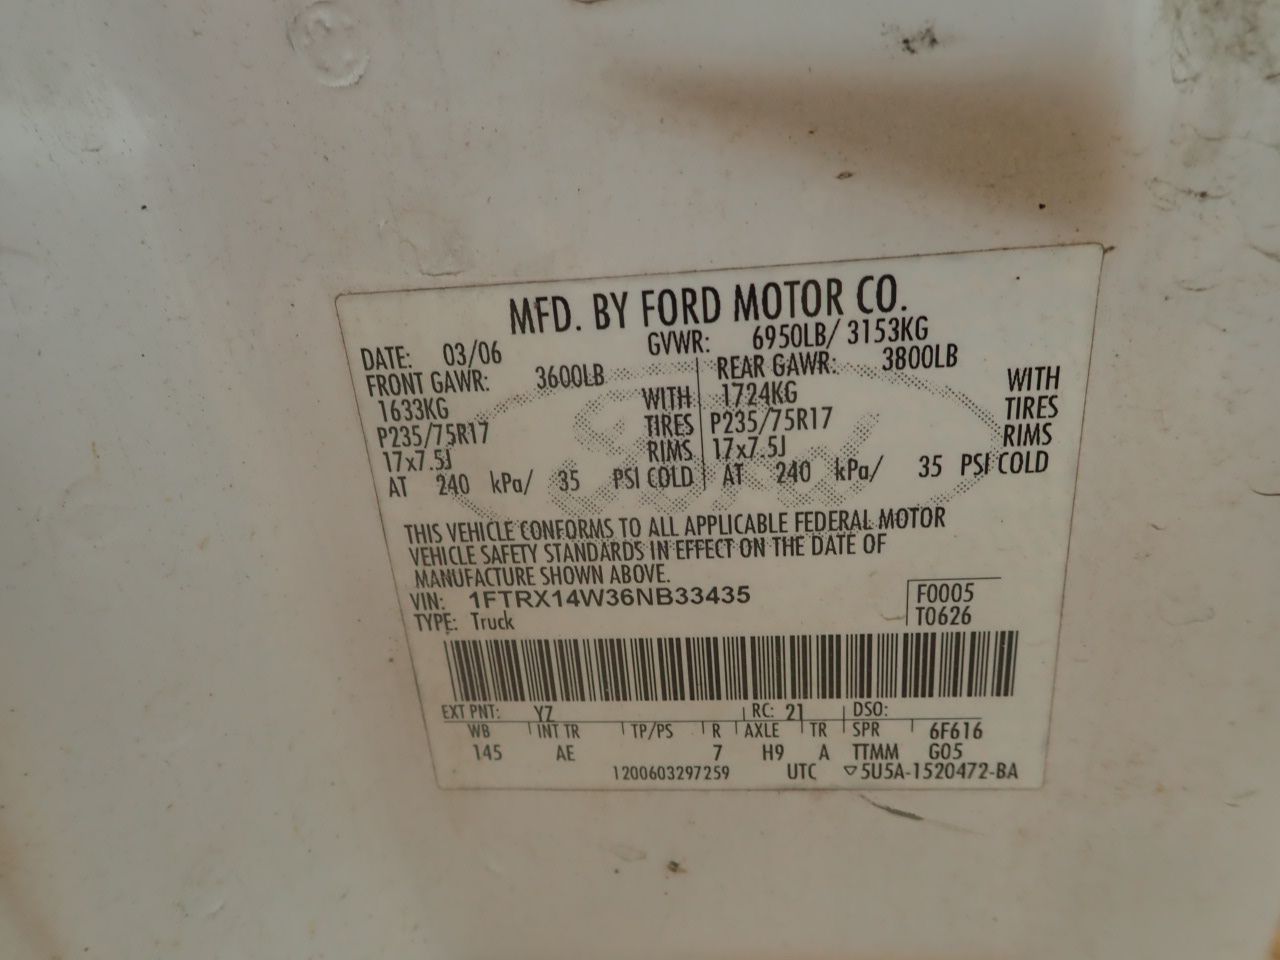 MFD. BY FORD MOTOR CO.
DATE: 03/06 GVWR: 6950LB/ 3153KG
FRONT GAWR: 3600LB REAR GAWR: 3800LB
1633KG WITH 1724KG WITH
P235/75R17 TIRES P235/75R17 TIRES
17x7.5J RIMS 17x7.5J RIMS
AT 240 kPa/ 35 PSI COLD AT 240 kPa/ 35 PSI COLD
THIS VEHICLE CONFORMS TO ALL APPLICABLE FEDERAL MOTOR
VEHICLE SAFETY STANDARDS IN EFFECT ON THE DATE OF
MANUFACTURE SHOWN ABOVE.
VIN: 1FTRX14W36NB33435 F0005
TYPE: Truck T0626
EXT PNT: YZ RC: 21 DSO:
WB INT TR TP/PS R AXLE TR SPR 6F616
145 AE 7 H9 A TTMM G05
1200603297259 UTC ▽5U5A-1520472-BA